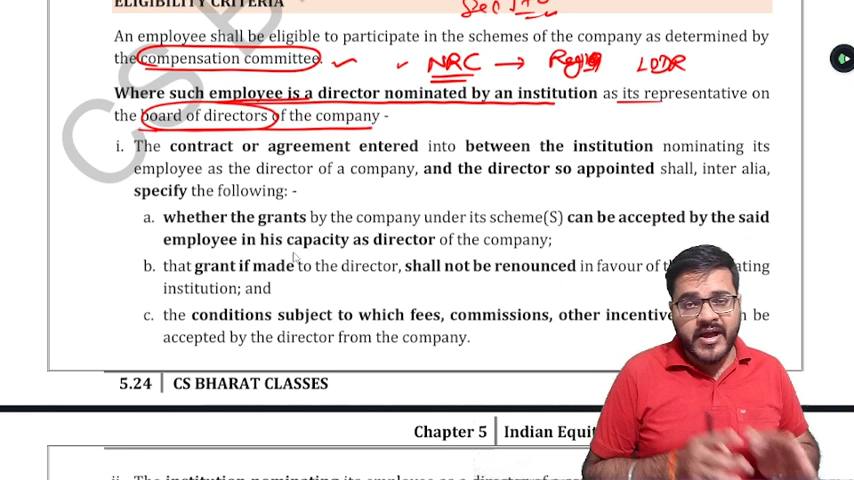 ELIGIBILITY CRITERIA
An employee shall be eligible to participate in the schemes of the company as determined by
the compensation committee. NRC → LODR
Where such employee is a director nominated by an institution as its representative on
the board of directors of the company -
i. The contract or agreement entered into between the institution nominating its
employee as the director of a company, and the director so appointed shall, inter alia,
specify the following: -
a. whether the grants by the company under its scheme(S) can be accepted by the said
employee in his capacity as director of the company;
b. that grant if made to the director, shall not be renounced in favour of
institution; and
c. the conditions subject to which fees, commissions, other be
accepted by the director from the company.
5.24 CS BHARAT CLASSES
Chapter 5 Indian
CS B